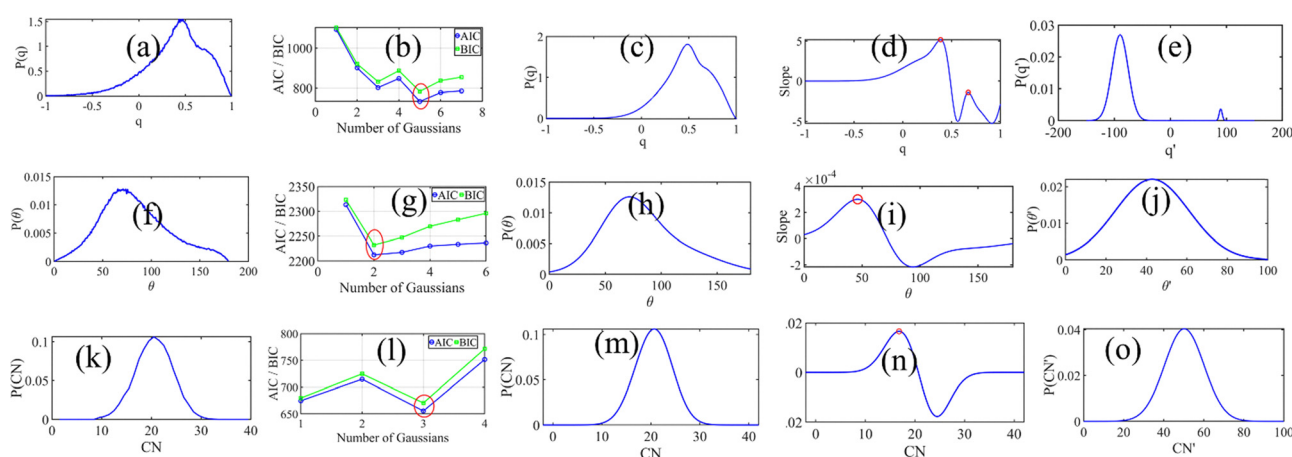 (a)
P(q)
1.5
1.0
0.5
0
-1 -0.5 0 0.5 1
q
(b)
AIC
BIC
AIC / BIC
1000
800
0 2 4 6 8
Number of Gaussians
(c)
P(q)
2
1
0
-1 -0.5 0 0.5 1
q
(d)
Slope
5
0
-5
-1 -0.5 0 0.5 1
q
(e)
P(q')
0.03
0.02
0.01
0
-200 -100 0 100 200
q'
(f)
P(θ)
0.015
0.01
0.005
0
0 50 100 150 200
θ
(g)
AIC
BIC
AIC / BIC
2350
2300
2250
2200
0 2 4 6
Number of Gaussians
(h)
P(θ)
0.015
0.01
0.005
0
0 50 100 150
θ
(i)
×10⁻⁴
Slope
4
2
0
-2
0 50 100 150
θ
(j)
P(θ')
0.02
0.01
0
0 20 40 60 80 100
θ'
(k)
P(CN)
0.1
0.05
0
0 10 20 30 40
CN
(l)
AIC
BIC
AIC / BIC
800
750
700
650
1 2 3 4
Number of Gaussians
(m)
P(CN)
0.1
0.05
0
0 10 20 30 40
CN
(n)
.02
0
.02
0 10 20 30 40
CN
(o)
P(CN')
0.04
0.02
0
0 20 40 60 80 100
CN'